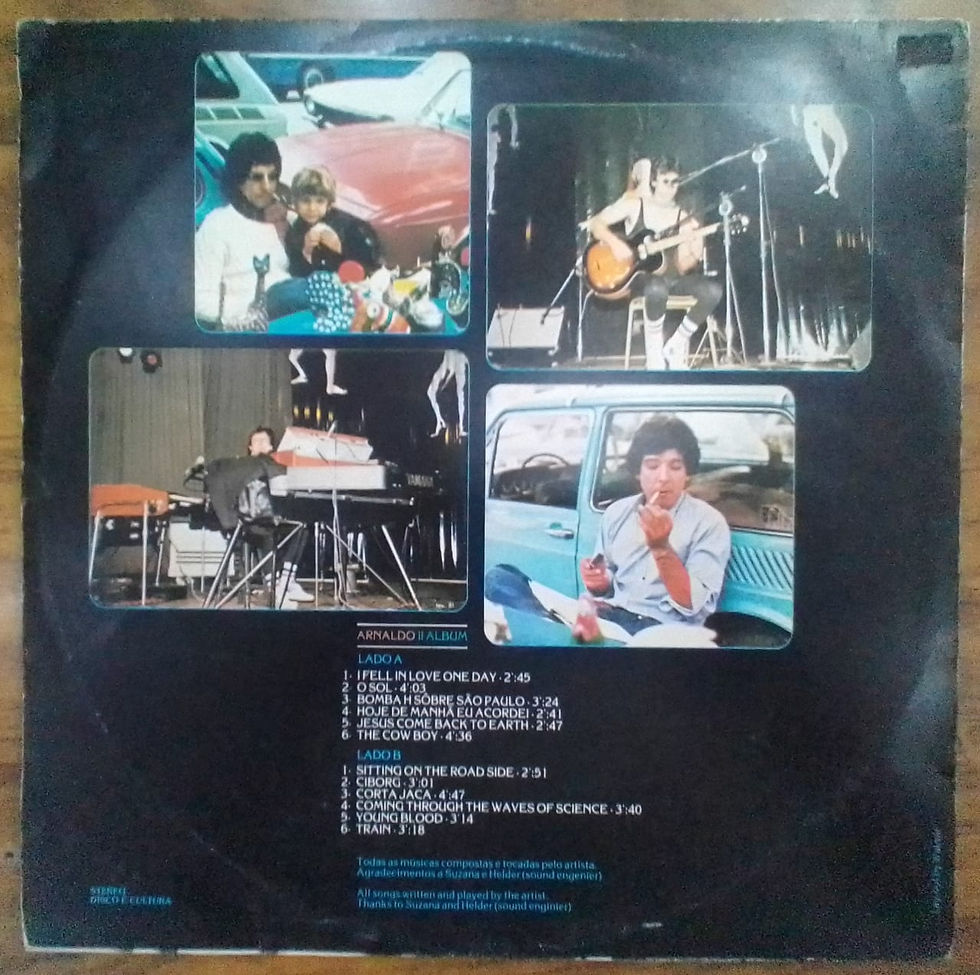 YAMAHA
ARNALDO II ALBUM
LADO A
1· I FELL IN LOVE ONE DAY · 2':45
2· O SOL · 4':03
3· BOMBA H SÔBRE SÃO PAULO · 3':24
4· HOJE DE MANHÃ EU ACORDEI · 2':41
5· JESUS COME BACK TO EARTH · 2':47
6· THE COW BOY · 4':36
LADO B
1· SITTING ON THE ROAD SIDE · 2':51
2· CIBORG · 3':01
3· CORTA JACA · 4':47
4· COMING THROUGH THE WAVES OF SCIENCE · 3':40
5· YOUNG BLOOD · 3'14
6· TRAIN · 3':18
Todas as músicas compostas e tocadas pelo artista.
Agradecimentos a Suzana e Helder (sound engenier)
All songs written and played by the artist.
Thanks to Suzana and Helder (sound enginier)
STEREO
DISCO É CULTURA